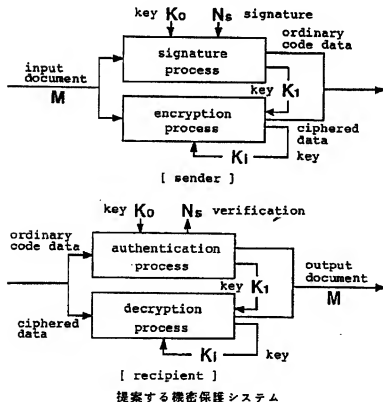 key K0 Ns signature
ordinary
code data
signature
process
input
document
M
key K1
encryption
process
ciphered
data
Ki key
[ sender ]
key K0 Ns verification
ordinary
code data
authentication
process
output
document
M
key K1
decryption
process
ciphered
data
Ki key
[ recipient ]
提案する機密保護システム